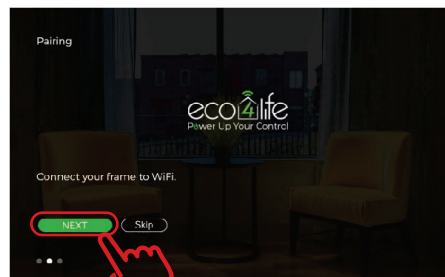 Pairing
eco4life
Power Up Your Control
Connect your frame to WiFi.
NEXT Skip